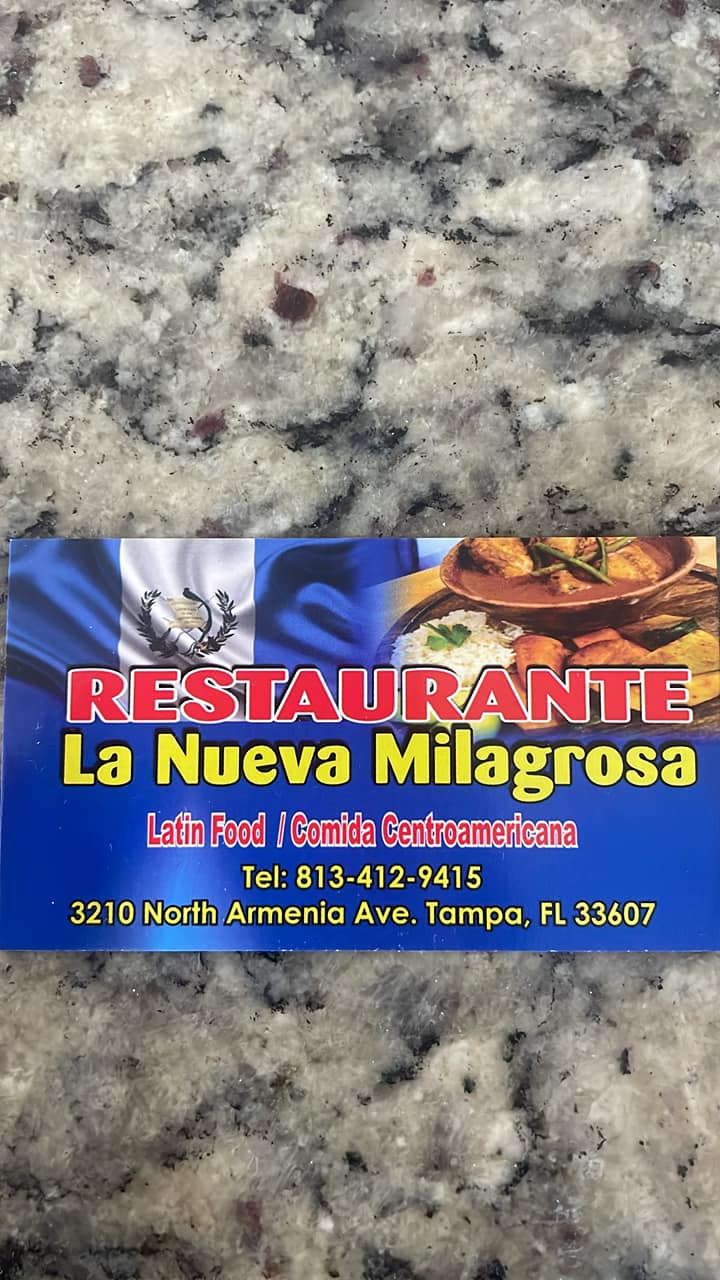 RESTAURANTE
La Nueva Milagrosa
Latin Food / Comida Centroamericana
Tel: 813-412-9415
3210 North Armenia Ave. Tampa, FL 33607